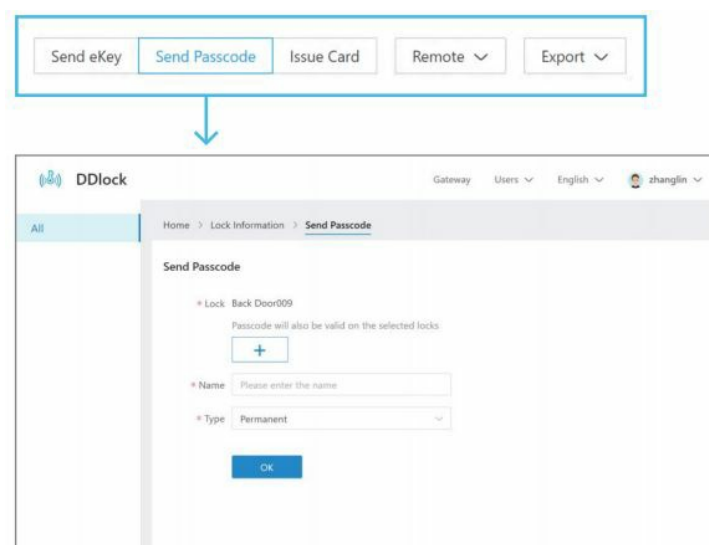 Send eKey Send Passcode Issue Card Remote Export
DDlock Gateway Users English zhanglin
All Home > Lock Information > Send Passcode
Send Passcode
* Lock Back Door009
Passcode will also be valid on the selected locks
+
* Name Please enter the name
* Type Permanent
OK